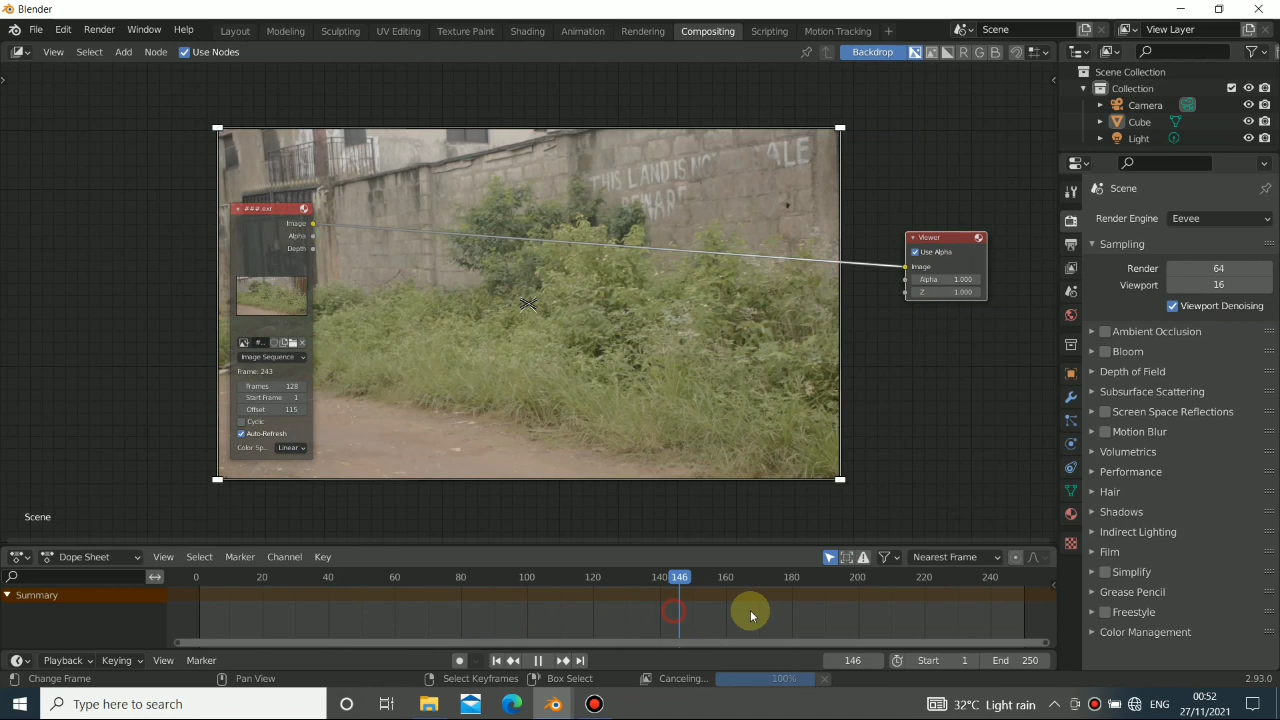 Blender
File Edit Render Window Help
Layout Modeling Sculpting UV Editing Texture Paint Shading Animation Rendering Compositing Scripting Motion Tracking
Scene
View Layer
View Select Add Node Use Nodes
Backdrop
R G B
Scene Collection
Collection
Camera
Cube
Light
THIS LAND IS NOT
ALE
###.exr
Image
Alpha
Depth
#...
Image Sequence
Frame: 243
Frames 128
Start Frame 1
Offset 115
Cyclic
Auto-Refresh
Color Sp.. Linear
Viewer
Use Alpha
Image
Alpha 1.000
Z 1.000
Scene
Scene
Render Engine Eevee
Sampling
Render 64
Viewport 16
Viewport Denoising
Ambient Occlusion
Bloom
Depth of Field
Subsurface Scattering
Screen Space Reflections
Motion Blur
Volumetrics
Performance
Hair
Shadows
Indirect Lighting
Film
Simplify
Grease Pencil
Freestyle
Color Management
Dope Sheet View Select Marker Channel Key
Nearest Frame
0 20 40 60 80 100 120 140 146 160 180 200 220 240
Summary
Playback Keying View Marker
146 Start 1 End 250
Change Frame Pan View Select Keyframes Box Select Canceling... 100% 2.93.0
Type here to search
32°C Light rain
ENG
00:52
27/11/2021